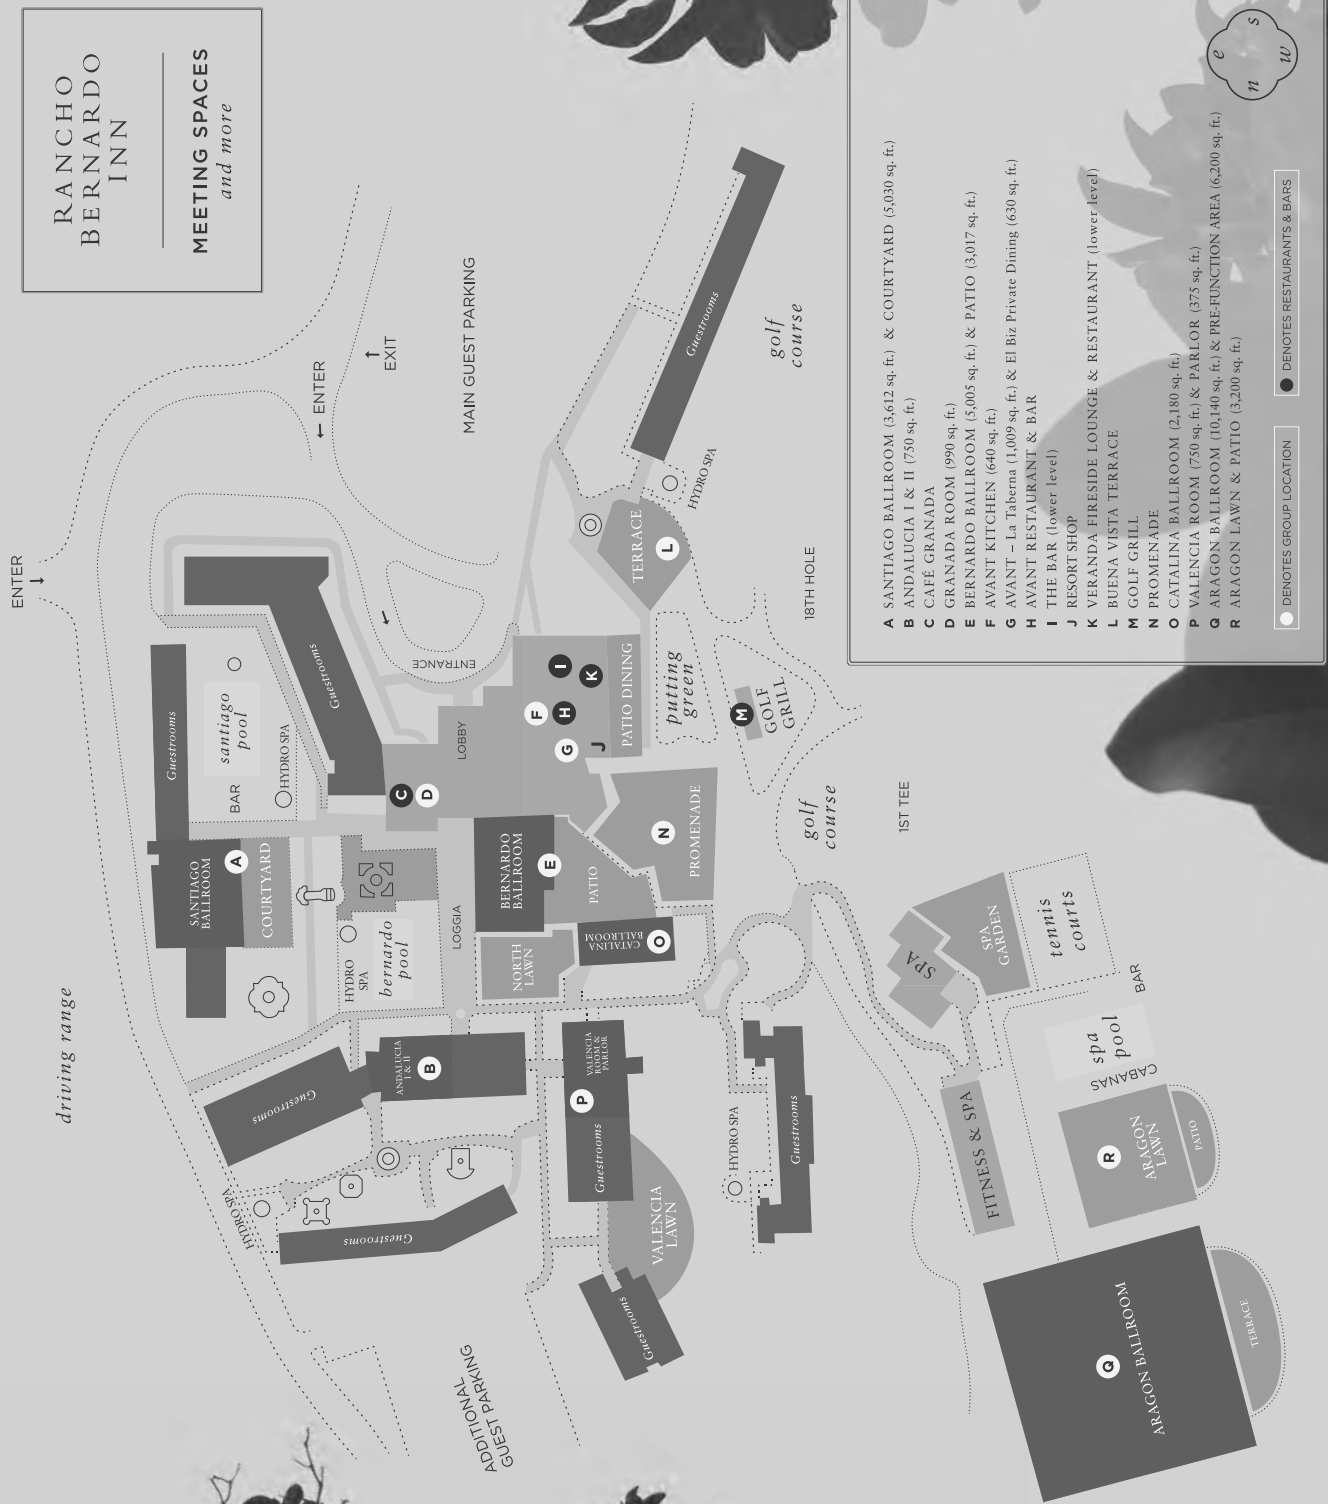 RANCHO
BERNARDO
INN
MEETING SPACES
and more
ENTER
ENTER
EXIT
MAIN GUEST PARKING
driving range
Guestrooms
santiago
pool
HYDRO SPA
BAR
Guestrooms
ENTRANCE
LOBBY
SANTIAGO
BALLROOM
A
COURTYARD
C
D
HYDRO
SPA
bernardo
pool
LOGGIA
BERNARDO
BALLROOM
E
PATIO
NORTH
LAWN
CATALINA
BALLROOM
O
F
G
H
I
J
K
PATIO DINING
TERRACE
L
HYDRO SPA
Guestrooms
golf
course
putting
green
M
GOLF
GRILL
18TH HOLE
N
PROMENADE
golf
course
1ST TEE
Guestrooms
ANDALUCIA
I & II
B
HYDRO SPA
Guestrooms
VALENCIA
ROOM &
PARLOR
P
Guestrooms
VALENCIA
LAWN
Guestrooms
ADDITIONAL
GUEST PARKING
HYDRO SPA
Guestrooms
SPA
SPA
GARDEN
tennis
courts
BAR
spa
pool
CABANAS
FITNESS & SPA
R
ARAGON
LAWN
PATIO
Q
ARAGON BALLROOM
TERRACE
A SANTIAGO BALLROOM (3,612 sq. ft.) & COURTYARD (5,030 sq. ft.)
B ANDALUCIA I & II (750 sq. ft.)
C CAFÉ GRANADA
D GRANADA ROOM (990 sq. ft.)
E BERNARDO BALLROOM (5,005 sq. ft.) & PATIO (3,017 sq. ft.)
F AVANT KITCHEN (640 sq. ft.)
G AVANT – La Taberna (1,009 sq. ft.) & El Biz Private Dining (630 sq. ft.)
H AVANT RESTAURANT & BAR
I THE BAR (lower level)
J RESORT SHOP
K VERANDA FIRESIDE LOUNGE & RESTAURANT (lower level)
L BUENA VISTA TERRACE
M GOLF GRILL
N PROMENADE
O CATALINA BALLROOM (2,180 sq. ft.)
P VALENCIA ROOM (750 sq. ft.) & PARLOR (375 sq. ft.)
Q ARAGON BALLROOM (10,140 sq. ft.) & PRE-FUNCTION AREA (6,200 sq. ft.)
R ARAGON LAWN & PATIO (3,200 sq. ft.)
DENOTES GROUP LOCATION
DENOTES RESTAURANTS & BARS
n
e
s
w